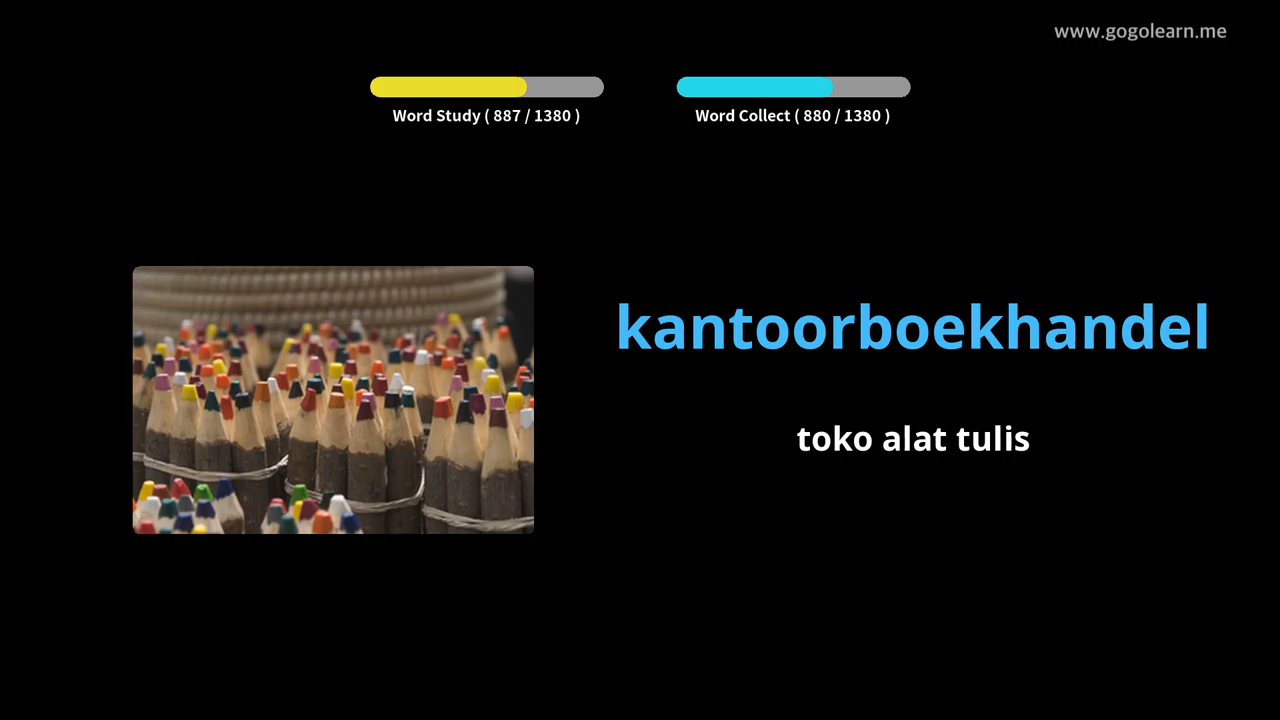 www.gogolearn.me
Word Study ( 887 / 1380 )
Word Collect ( 880 / 1380 )
kantoorboekhandel
toko alat tulis